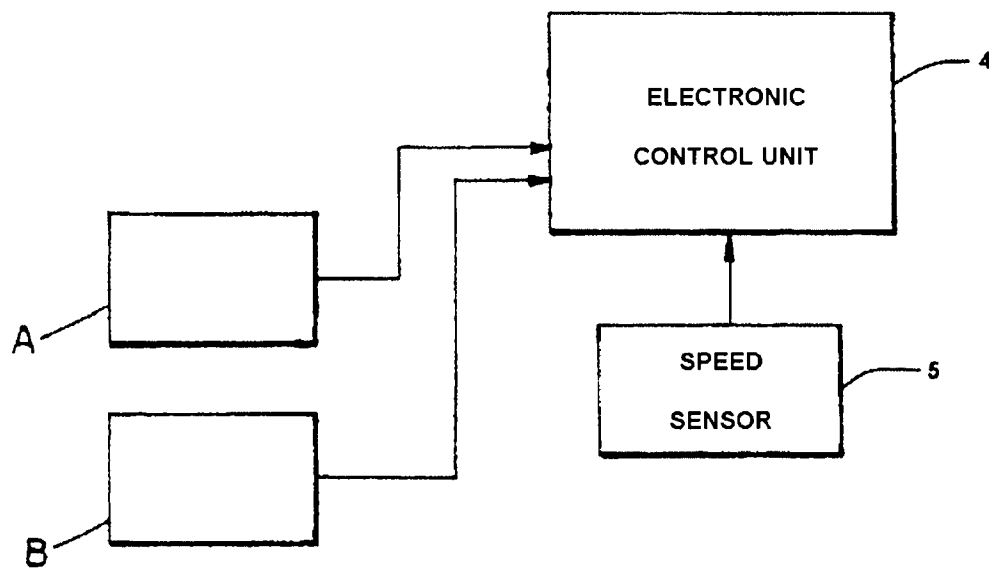 ELECTRONIC
CONTROL UNIT
4
A
SPEED
SENSOR
5
B